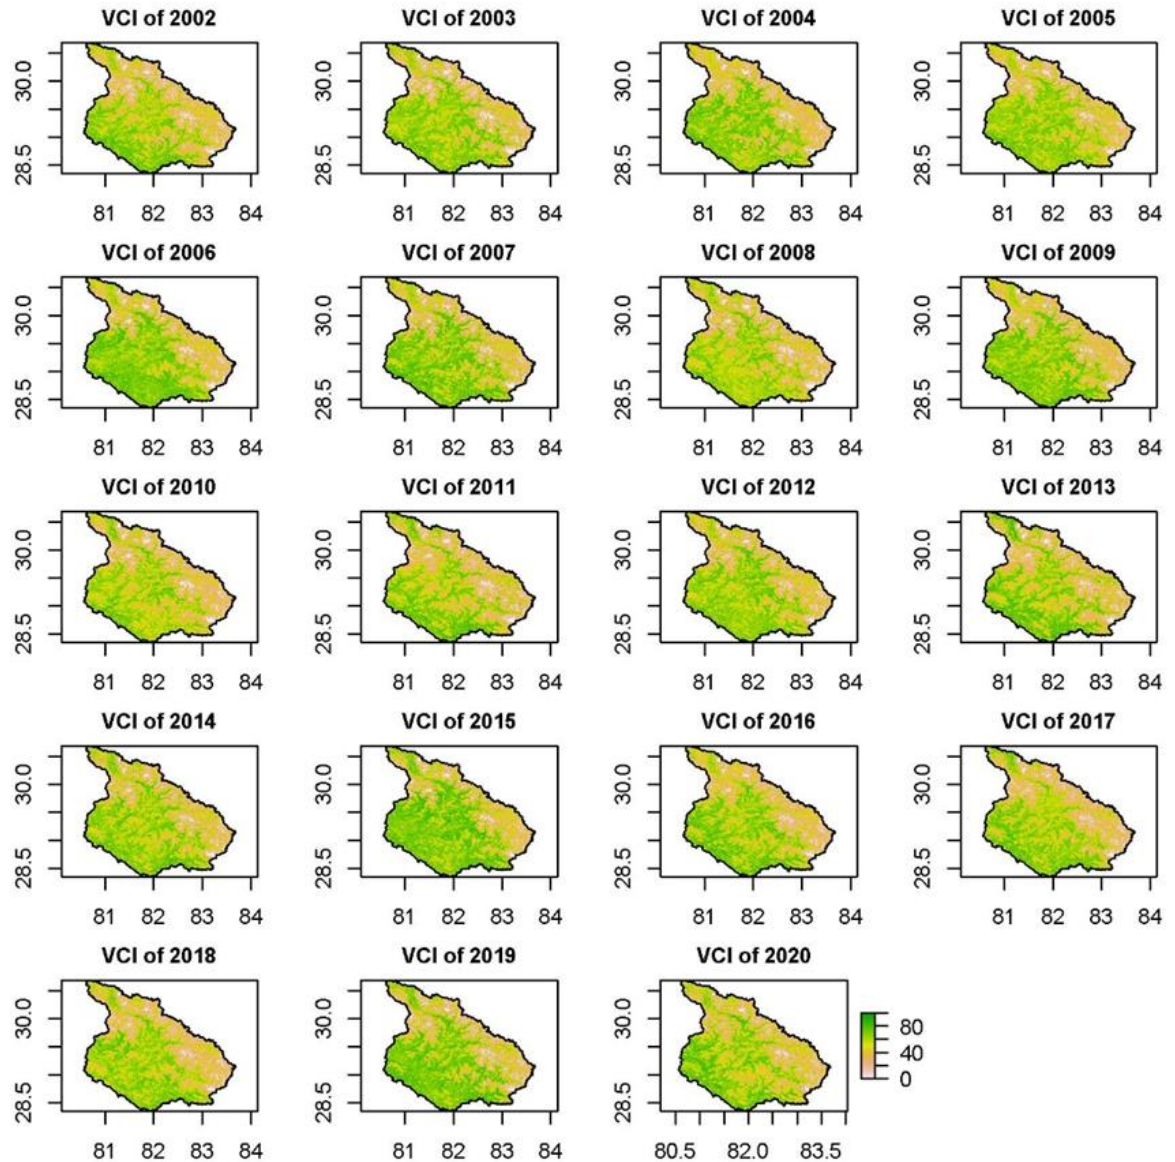 VCI of 2002 VCI of 2003 VCI of 2004 VCI of 2005
30.0 30.0 30.0 30.0
28.5 28.5 28.5 28.5
81 82 83 84 81 82 83 84 81 82 83 84 81 82 83 84
VCI of 2006 VCI of 2007 VCI of 2008 VCI of 2009
30.0 30.0 30.0 30.0
28.5 28.5 28.5 28.5
81 82 83 84 81 82 83 84 81 82 83 84 81 82 83 84
VCI of 2010 VCI of 2011 VCI of 2012 VCI of 2013
30.0 30.0 30.0 30.0
28.5 28.5 28.5 28.5
81 82 83 84 81 82 83 84 81 82 83 84 81 82 83 84
VCI of 2014 VCI of 2015 VCI of 2016 VCI of 2017
30.0 30.0 30.0 30.0
28.5 28.5 28.5 28.5
81 82 83 84 81 82 83 84 81 82 83 84 81 82 83 84
VCI of 2018 VCI of 2019 VCI of 2020
30.0 30.0 30.0
80
40
0
28.5 28.5 28.5
81 82 83 84 81 82 83 84 80.5 82.0 83.5